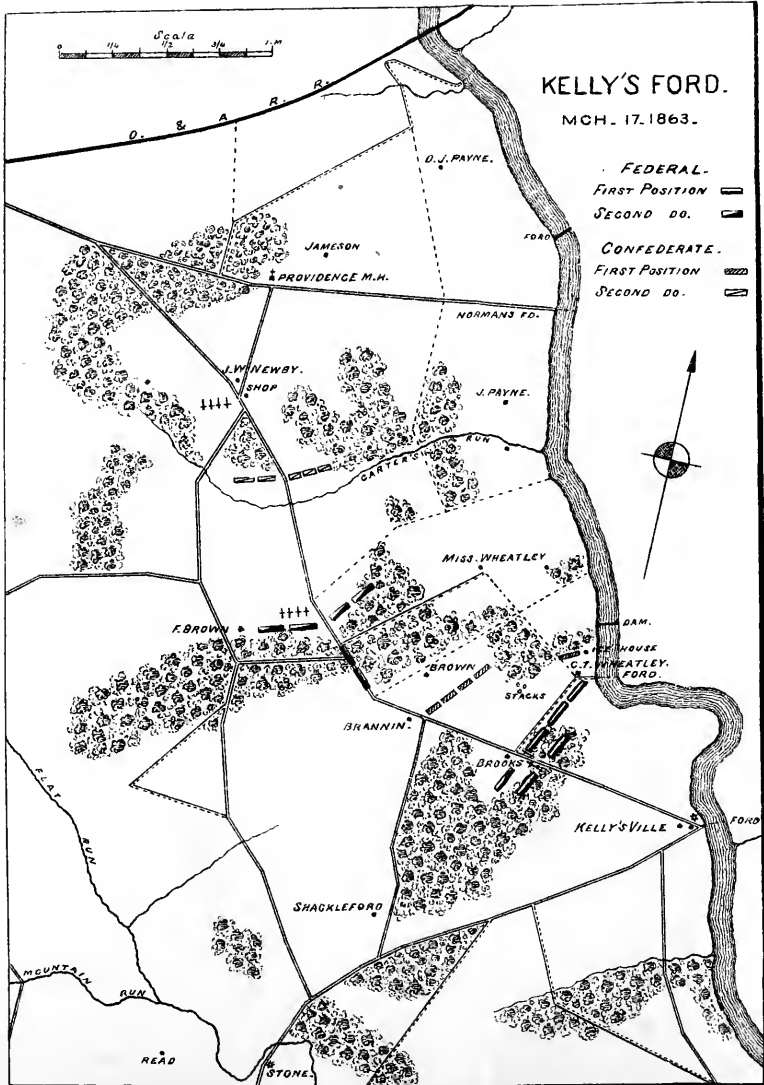 Scala
0 1/4 1/2 3/4 1-M
KELLY'S FORD.
MCH. 17-1863.
FEDERAL.
FIRST POSITION
SECOND DO.
CONFEDERATE.
FIRST POSITION
SECOND DO.
O. & A. R. R.
D. J. PAYNE.
FORD
JAMESON
PROVIDENCE M.H.
NORMANS FD.
J. W. NEWBY.
SHOP
J. PAYNE.
CARTER'S RUN
MISS. WHEATLEY
DAM.
F. BROWN
ICE HOUSE
C. T. WHEATLEY.
BROWN
FORD.
STACKS
BRANNIN.
BROOKS
KELLY'SVILLE
FORD
FLAT RUN
SHACKLEFORD
MOUNTAIN RUN
READ
STONE.